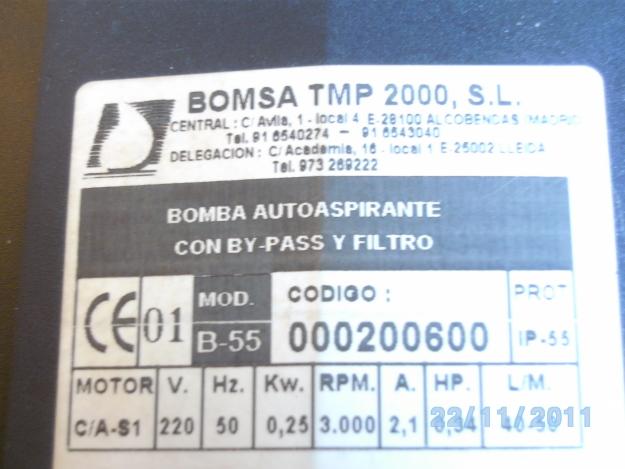 BOMSA TMP 2000, S.L.
CENTRAL : C/Avila, 1 - local 4 E-28100 ALCOBENDAS (MADRID)
Tel. 91 6540274 - 91 6543040
DELEGACION : C/Academia, 16 - local 1 E-25002 LLEIDA
Tel. 973 269222
BOMBA AUTOASPIRANTE
CON BY-PASS Y FILTRO
CE 01 MOD. B-55 CODIGO : 000200600 PROT IP-55
MOTOR V. Hz. Kw. RPM. A. HP. L/M.
C/A-S1 220 50 0,25 3.000 2,1 0,34
22/11/2011